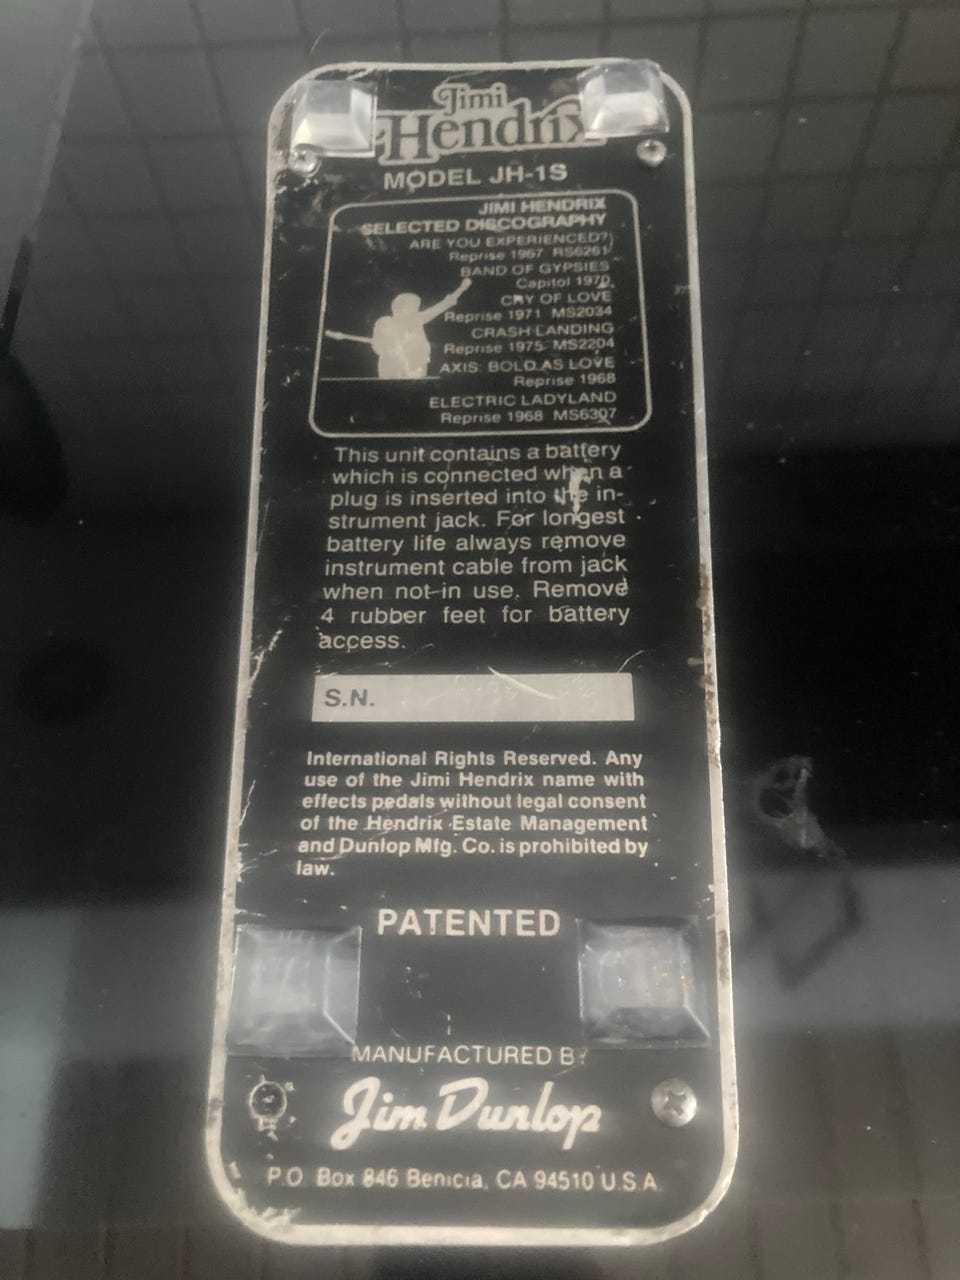 Jimi
Hendrix
MODEL JH-1S
JIMI HENDRIX
SELECTED DISCOGRAPHY
ARE YOU EXPERIENCED?
Reprise 1967 RS6261
BAND OF GYPSIES
Capitol 1970
CRY OF LOVE
Reprise 1971 MS2034
CRASH LANDING
Reprise 1975 MS2204
AXIS: BOLD AS LOVE
Reprise 1968
ELECTRIC LADYLAND
Reprise 1968 MS6307
This unit contains a battery
which is connected when a
plug is inserted into the in-
strument jack. For longest
battery life always remove
instrument cable from jack
when not in use. Remove
4 rubber feet for battery
access.
S.N.
International Rights Reserved. Any
use of the Jimi Hendrix name with
effects pedals without legal consent
of the Hendrix Estate Management
and Dunlop Mfg. Co. is prohibited by
law.
PATENTED
MANUFACTURED BY
Jim Dunlop
P.O. Box 846 Benicia, CA 94510 U.S.A.